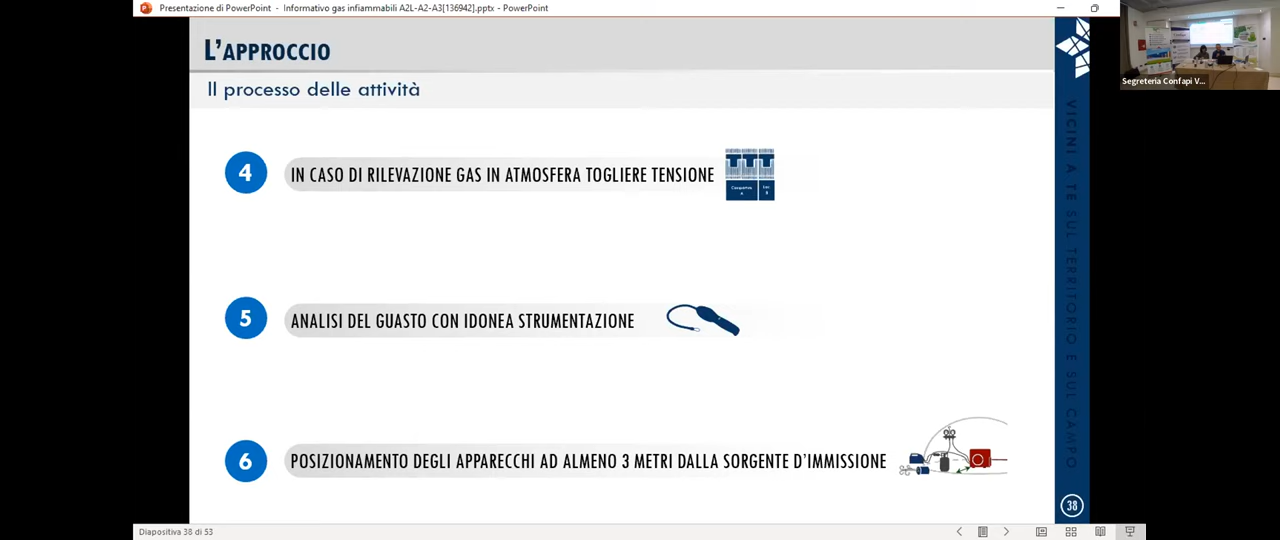 Presentazione di PowerPoint - Informativo gas infiammabili A2L-A2-A3[136942].pptx - PowerPoint
Segreteria Confapi V...
L'APPROCCIO
Il processo delle attività
4
IN CASO DI RILEVAZIONE GAS IN ATMOSFERA TOGLIERE TENSIONE
5
ANALISI DEL GUASTO CON IDONEA STRUMENTAZIONE
6
POSIZIONAMENTO DEGLI APPARECCHI AD ALMENO 3 METRI DALLA SORGENTE D'IMMISSIONE
VICINI A TE SUL TERRITORIO E SUL CAMPO
38
Diapositiva 38 di 53